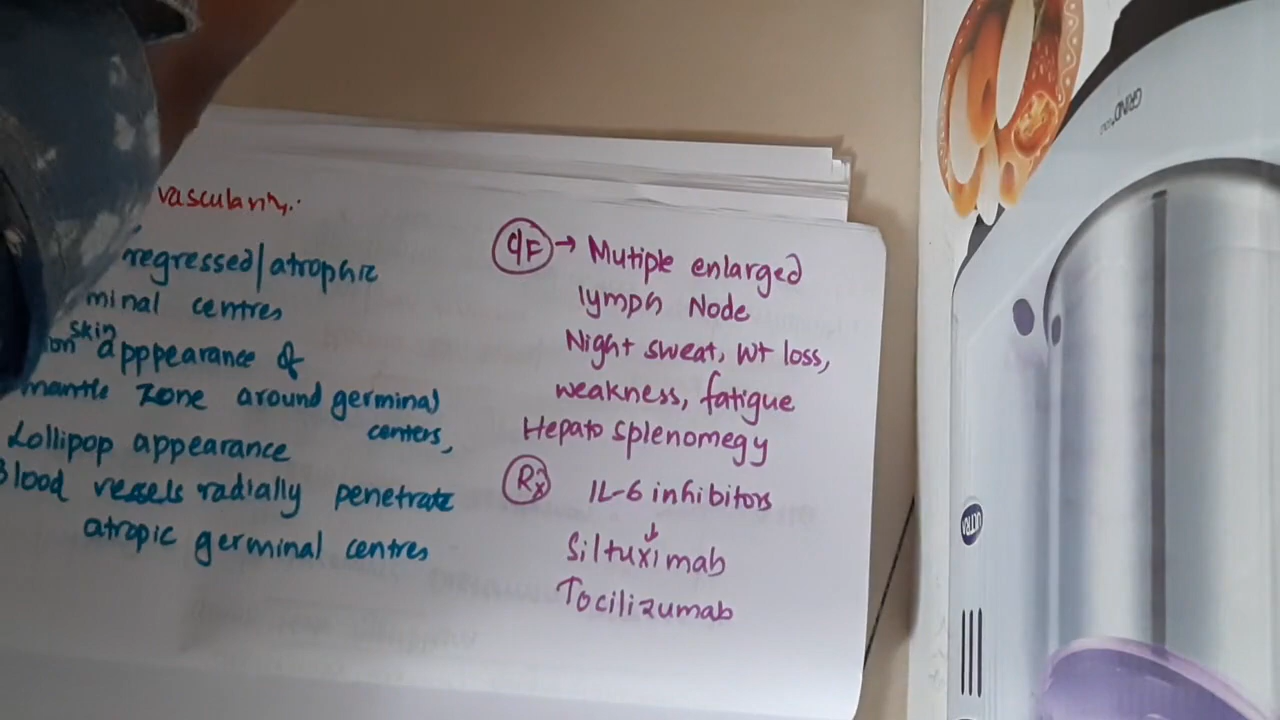 vascularity.
regressed/atrophic
minal centres
skin
apppearance of
mantle zone around germinal
centers,
Lollipop appearance
Blood vessels radially penetrate
atropic germinal centres
C/F → Mutiple enlarged
lymph Node
Night sweat, wt loss,
weakness, fatigue
Hepato splenomegy
Rx IL-6 inhibitors
↓
Siltuximab
Tocilizumab
ULTRA